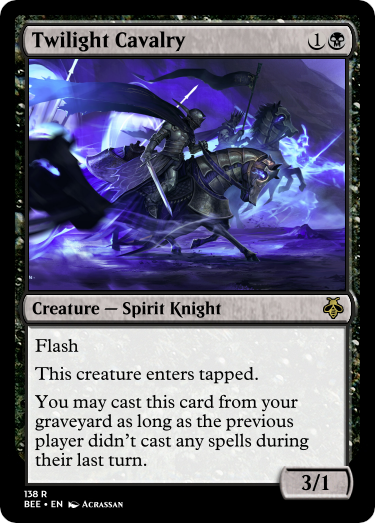 Twilight Cavalry 1
Creature — Spirit Knight
Flash
This creature enters tapped.
You may cast this card from your
graveyard as long as the previous
player didn't cast any spells during
their last turn.
3/1
138 R
BEE • EN Acrassan